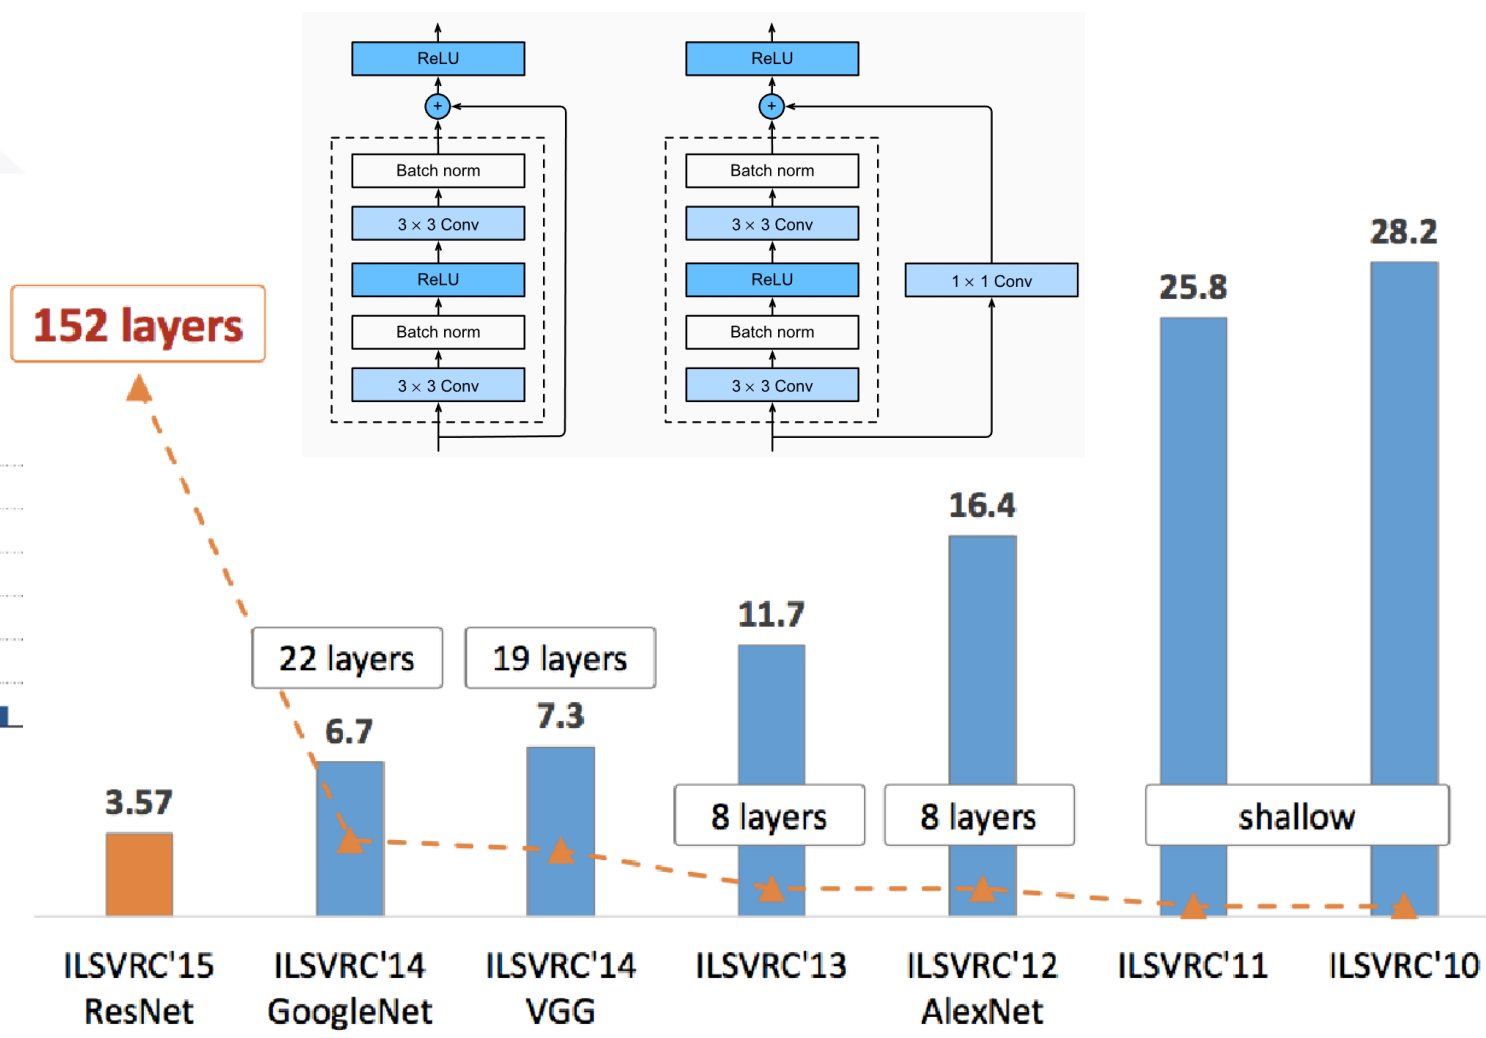 ReLU
+
Batch norm
3 × 3 Conv
ReLU
Batch norm
3 × 3 Conv
ReLU
+
Batch norm
3 × 3 Conv
ReLU
Batch norm
3 × 3 Conv
1 × 1 Conv
152 layers
22 layers
19 layers
8 layers
8 layers
shallow
3.57
6.7
7.3
11.7
16.4
25.8
28.2
ILSVRC'15
ResNet
ILSVRC'14
GoogleNet
ILSVRC'14
VGG
ILSVRC'13
ILSVRC'12
AlexNet
ILSVRC'11
ILSVRC'10